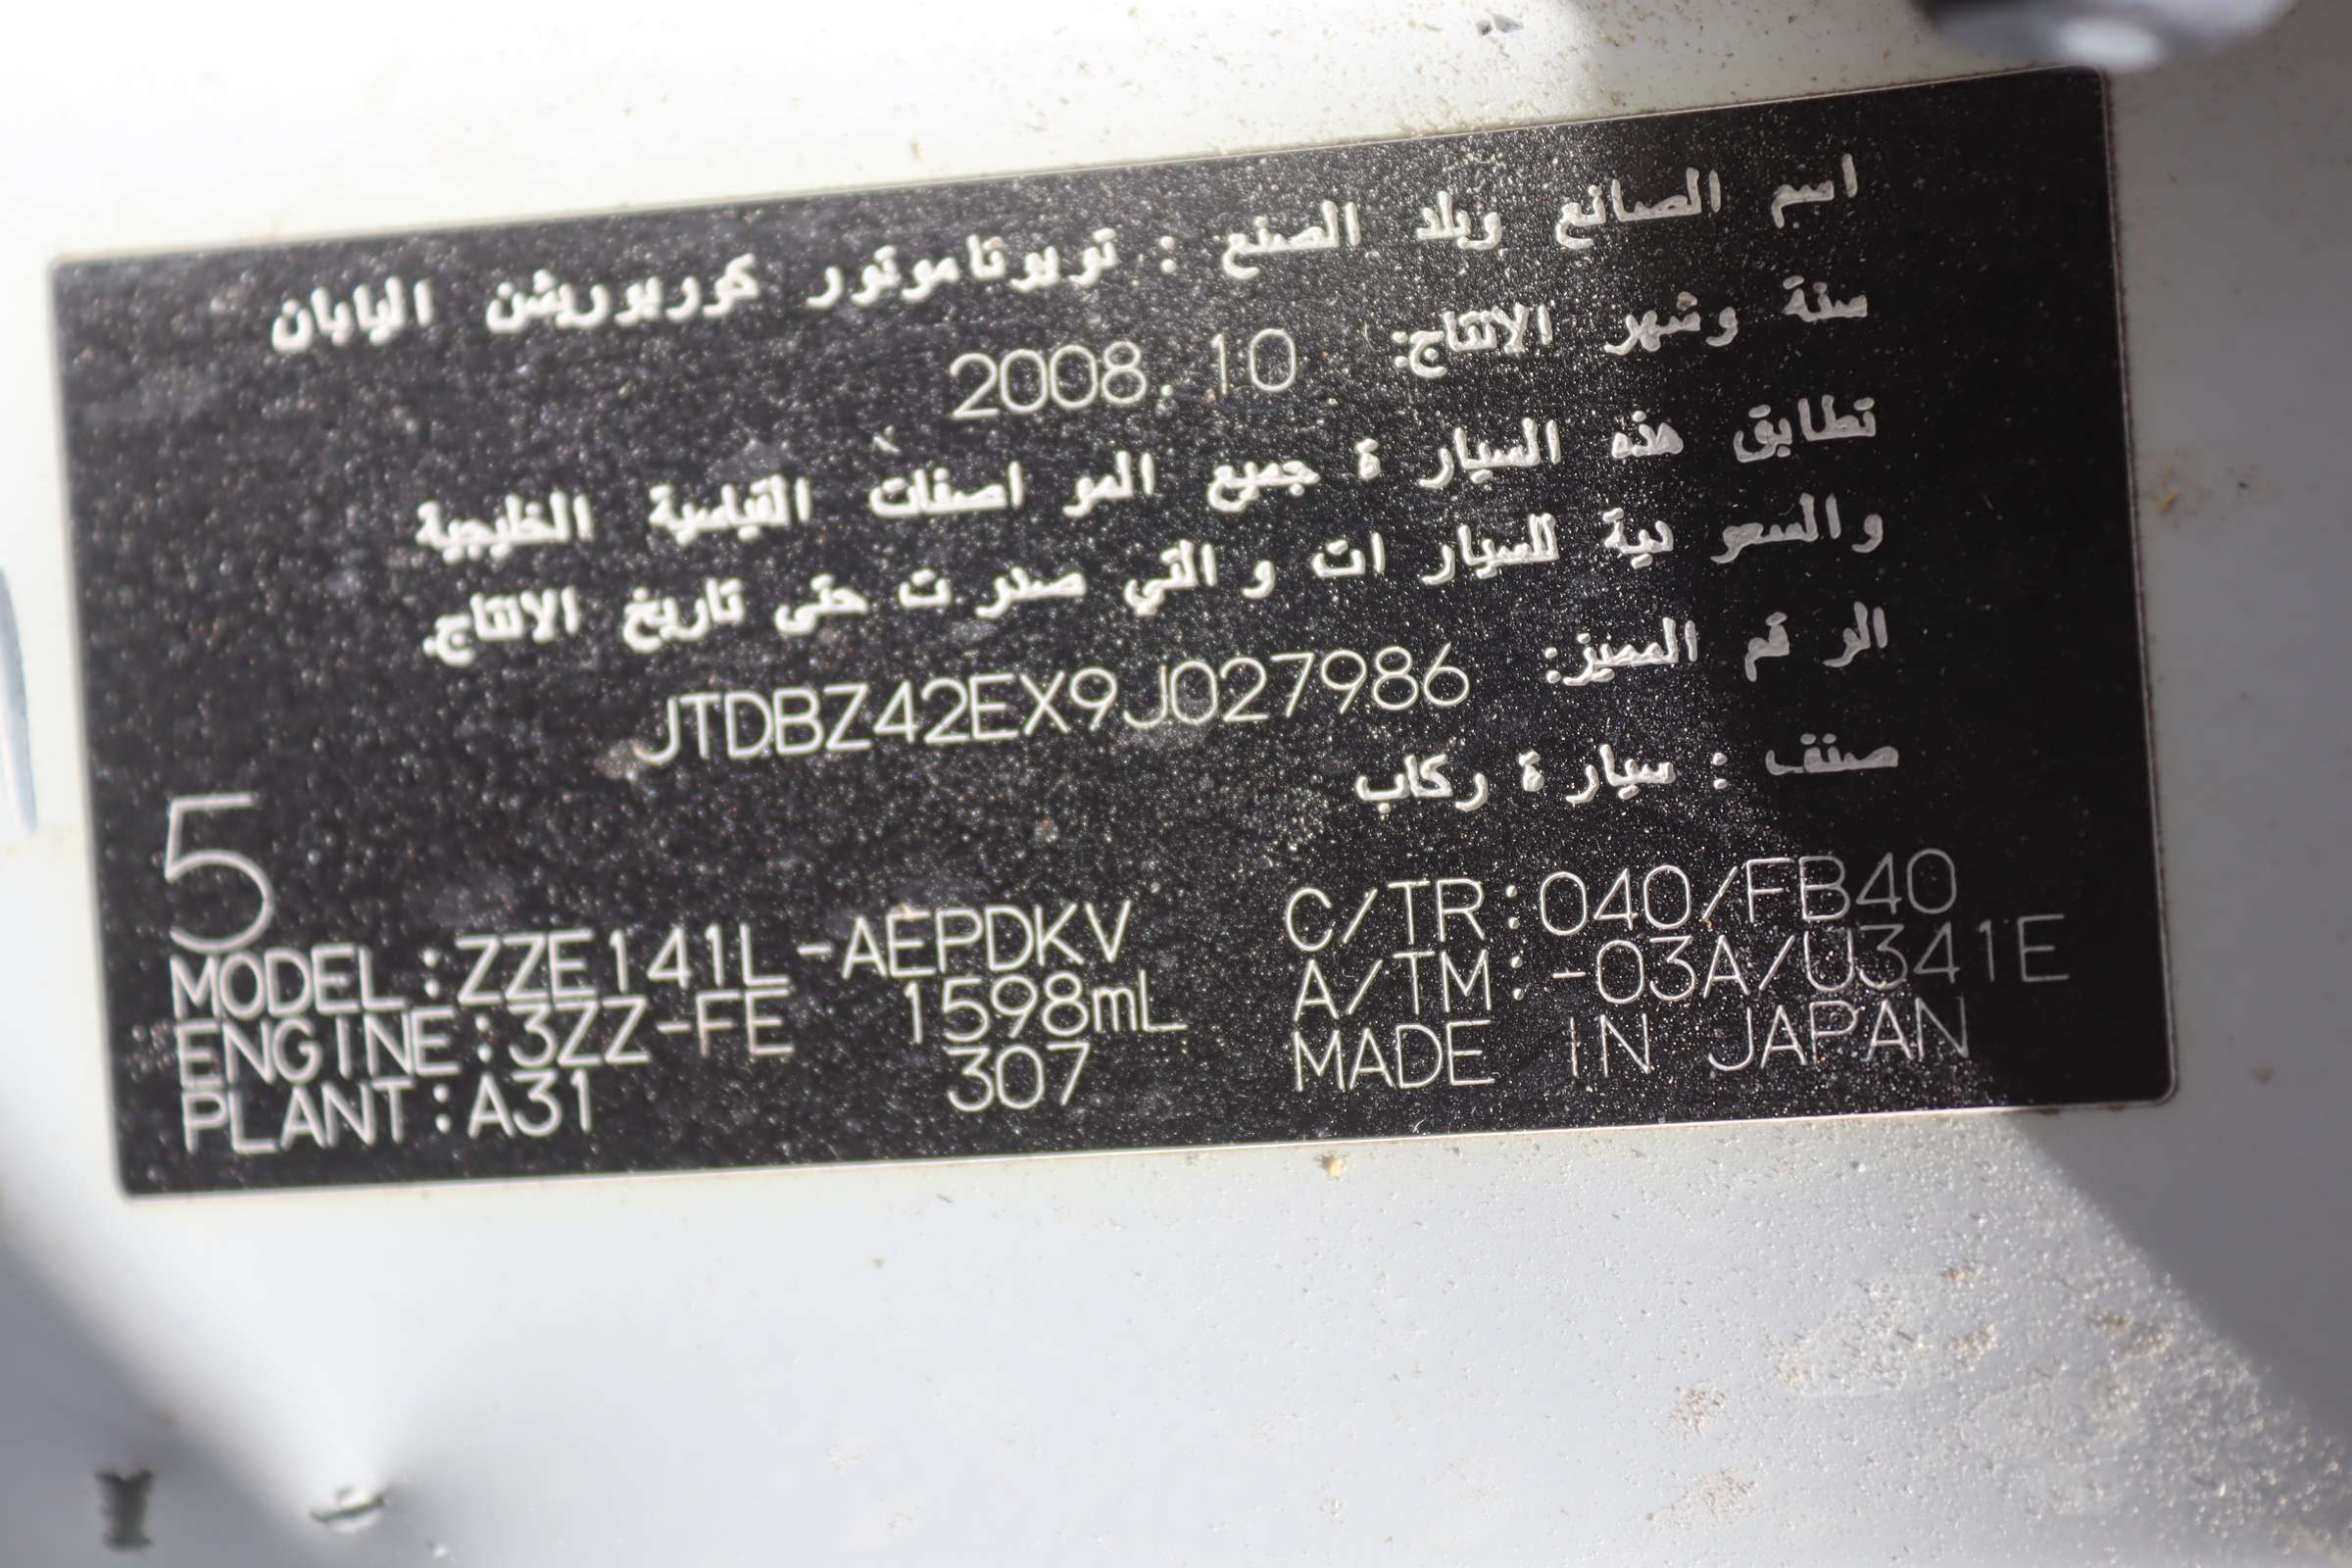 اسم الصانع وبلد الصنع : تويوتاموتور كوربوريشن اليابان
سنة وشهر الانتاج: 2008.10
تطابق هذه السيارة جميع المواصفات القياسية الخليجية
والسعودية للسيارات والتي صدرت حتى تاريخ الانتاج.
الرقم المميز: JTDBZ42EX9J027986
صنف : سيارة ركاب
5
MODEL:ZZE141L-AEPDKV C/TR:040/FB40
ENGINE:3ZZ-FE 1598mL A/TM:-03A/U341E
PLANT:A31 307 MADE IN JAPAN